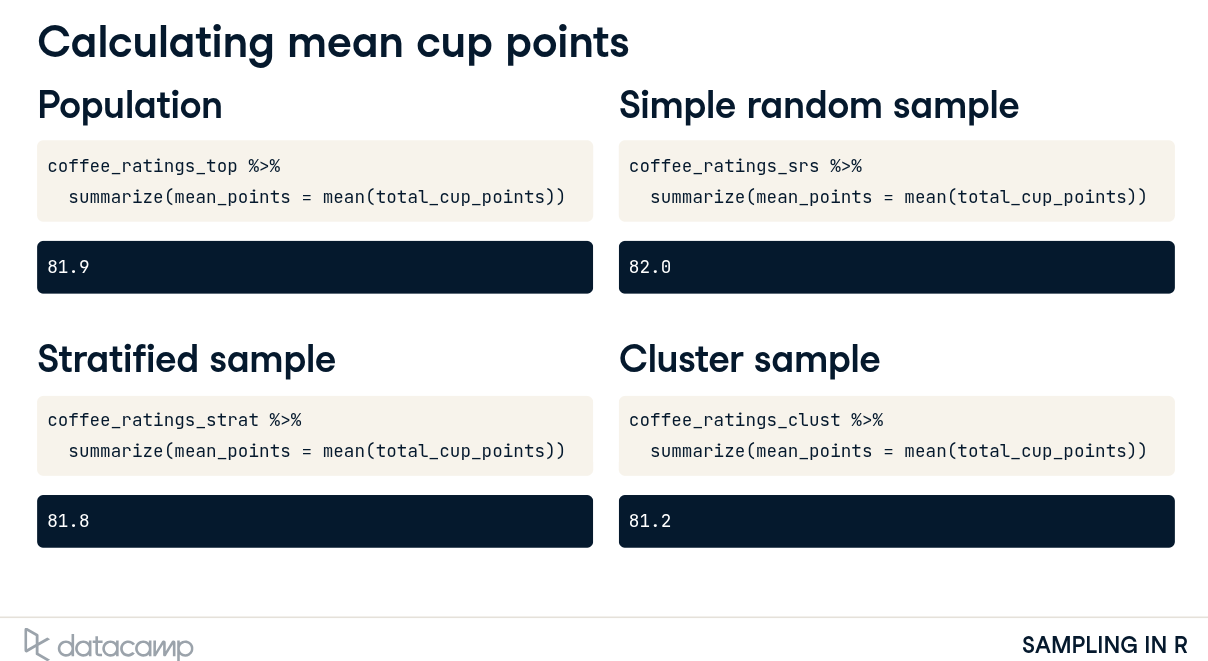 Calculating mean cup points
Population
coffee_ratings_top %>%
  summarize(mean_points = mean(total_cup_points))
81.9
Simple random sample
coffee_ratings_srs %>%
  summarize(mean_points = mean(total_cup_points))
82.0
Stratified sample
coffee_ratings_strat %>%
  summarize(mean_points = mean(total_cup_points))
81.8
Cluster sample
coffee_ratings_clust %>%
  summarize(mean_points = mean(total_cup_points))
81.2
datacamp
SAMPLING IN R